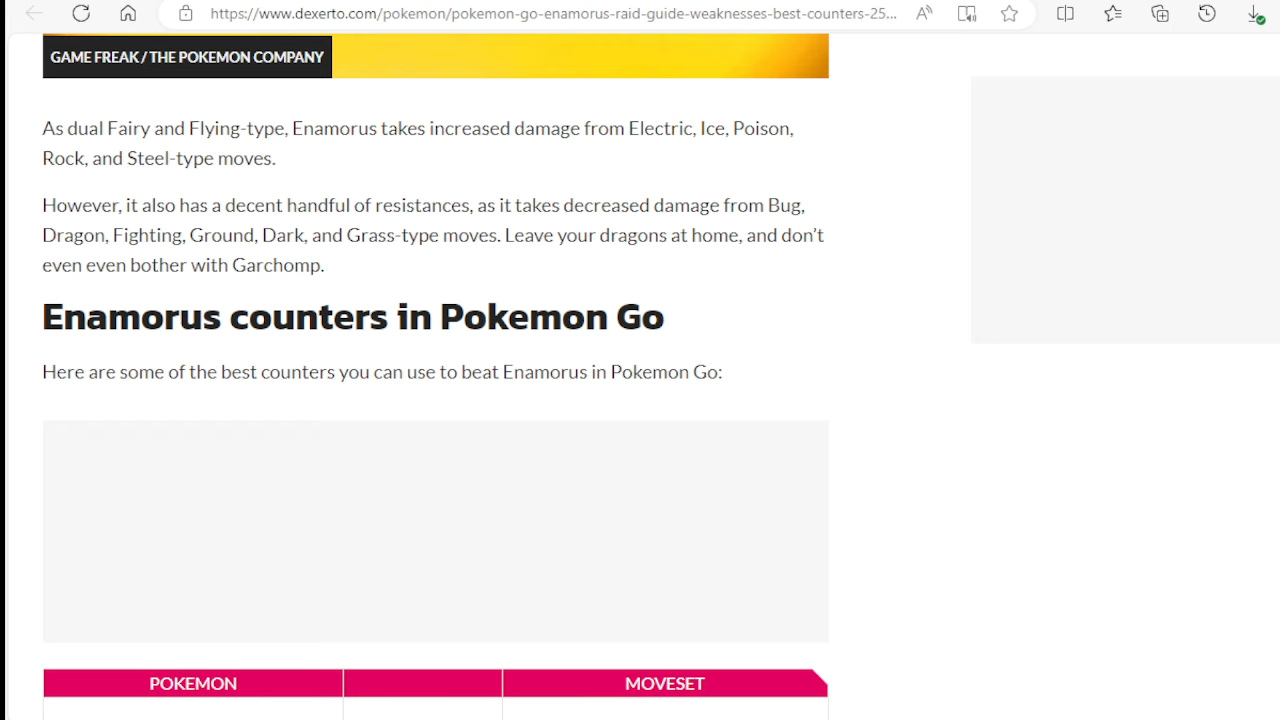 https://www.dexerto.com/pokemon/pokemon-go-enamorus-raid-guide-weaknesses-best-counters-25...
GAME FREAK / THE POKEMON COMPANY
As dual Fairy and Flying-type, Enamorus takes increased damage from Electric, Ice, Poison,
Rock, and Steel-type moves.
However, it also has a decent handful of resistances, as it takes decreased damage from Bug,
Dragon, Fighting, Ground, Dark, and Grass-type moves. Leave your dragons at home, and don't
even even bother with Garchomp.
Enamorus counters in Pokemon Go
Here are some of the best counters you can use to beat Enamorus in Pokemon Go:
POKEMON MOVESET